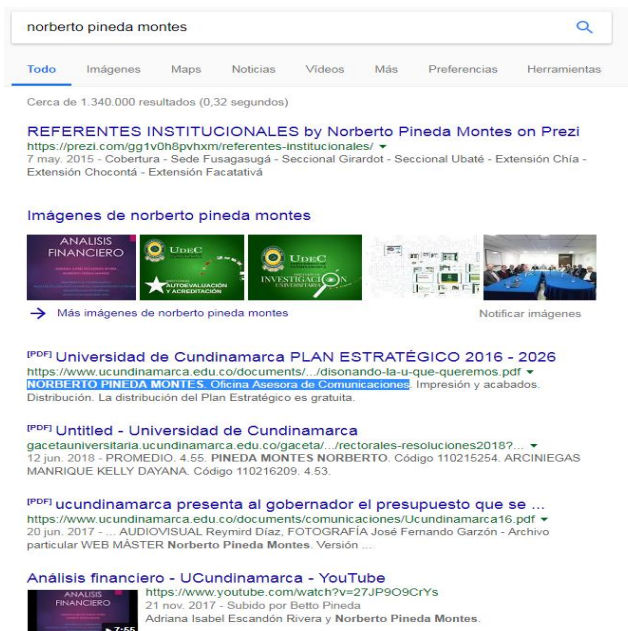 norberto pineda montes
Todo Imágenes Maps Noticias Vídeos Más Preferencias Herramientas
Cerca de 1.340.000 resultados (0,32 segundos)
REFERENTES INSTITUCIONALES by Norberto Pineda Montes on Prezi
https://prezi.com/gg1v0h8pvhxm/referentes-institucionales/
7 may. 2015 - Cobertura - Sede Fusagasugá - Seccional Girardot - Seccional Ubaté - Extensión Chía -
Extensión Chocontá - Extensión Facatativá
Imágenes de norberto pineda montes
ANALISIS
FINANCIERO
UDEC
AUTOEVALUACIÓN
Y ACREDITACIÓN
UDEC
INVESTIGACIÓN
UNIVERSITARIA
Más imágenes de norberto pineda montes
Notificar imágenes
[PDF] Universidad de Cundinamarca PLAN ESTRATÉGICO 2016 - 2026
https://www.ucundinamarca.edu.co/documents/.../disonando-la-u-que-queremos.pdf
NORBERTO PINEDA MONTES. Oficina Asesora de Comunicaciones. Impresión y acabados.
Distribución. La distribución del Plan Estratégico es gratuita.
[PDF] Untitled - Universidad de Cundinamarca
gacetauniversitaria.ucundinamarca.edu.co/gaceta/.../rectorales-resoluciones2018?...
12 jun. 2018 - PROMEDIO. 4.55. PINEDA MONTES NORBERTO. Código 110215254. ARCINIEGAS
MANRIQUE KELLY DAYANA. Código 110216209. 4.53.
[PDF] ucundinamarca presenta al gobernador el presupuesto que se ...
https://www.ucundinamarca.edu.co/documents/comunicaciones/Ucundinamarca16.pdf
20 jun. 2017 - ... AUDIOVISUAL Reymird Díaz, FOTOGRAFÍA José Fernando Garzón - Archivo
particular WEB MÁSTER Norberto Pineda Montes. Versión ...
Análisis financiero - UCundinamarca - YouTube
https://www.youtube.com/watch?v=27JP9O9CrYs
21 nov. 2017 - Subido por Betto Pineda
Adriana Isabel Escandón Rivera y Norberto Pineda Montes.
ANALISIS
FINANCIERO
7:55